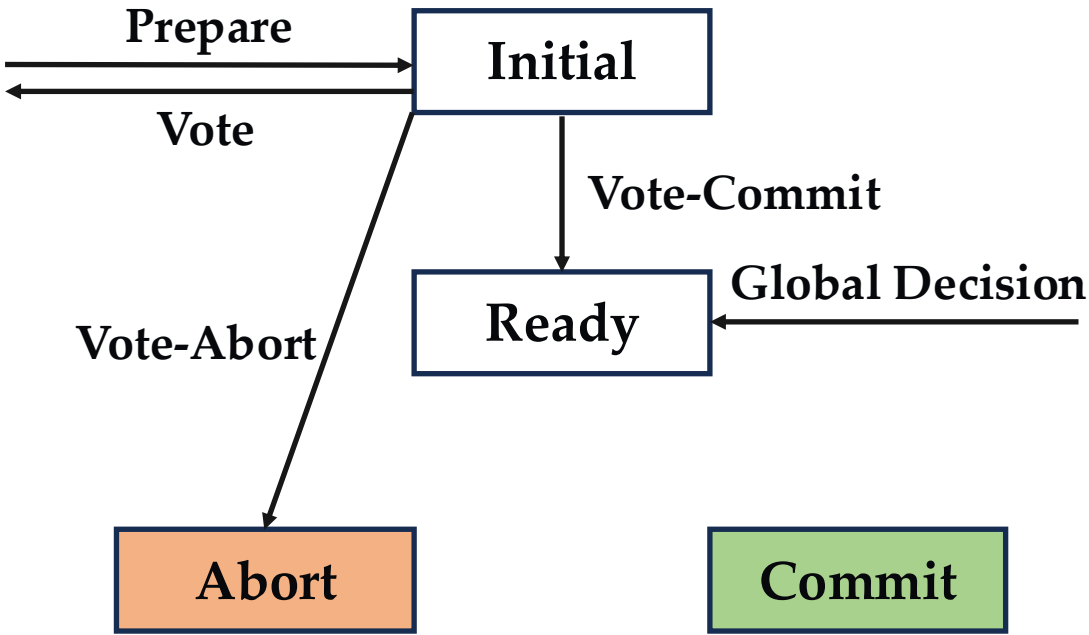 Prepare
Initial
Vote
Vote-Commit
Global Decision
Ready
Vote-Abort
Abort
Commit